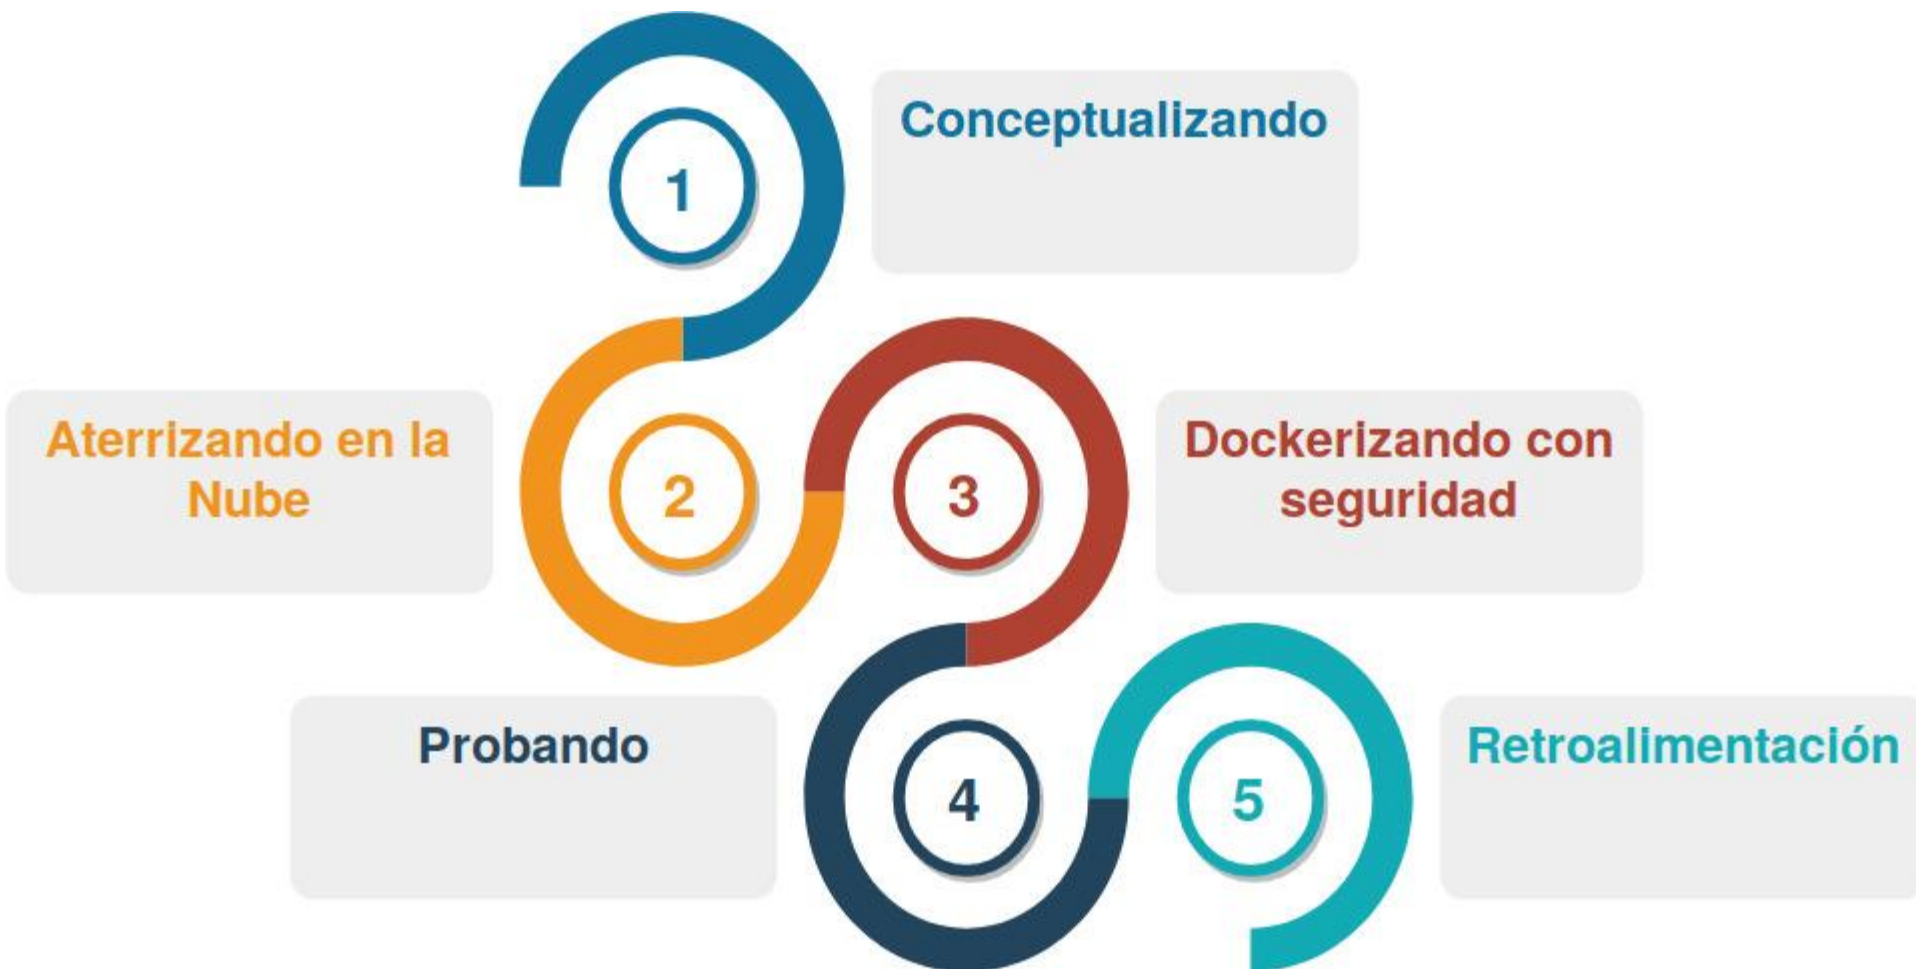 1
Conceptualizando
Aterrizando en la
Nube
2
3
Dockerizando con
seguridad
Probando
4
5
Retroalimentación